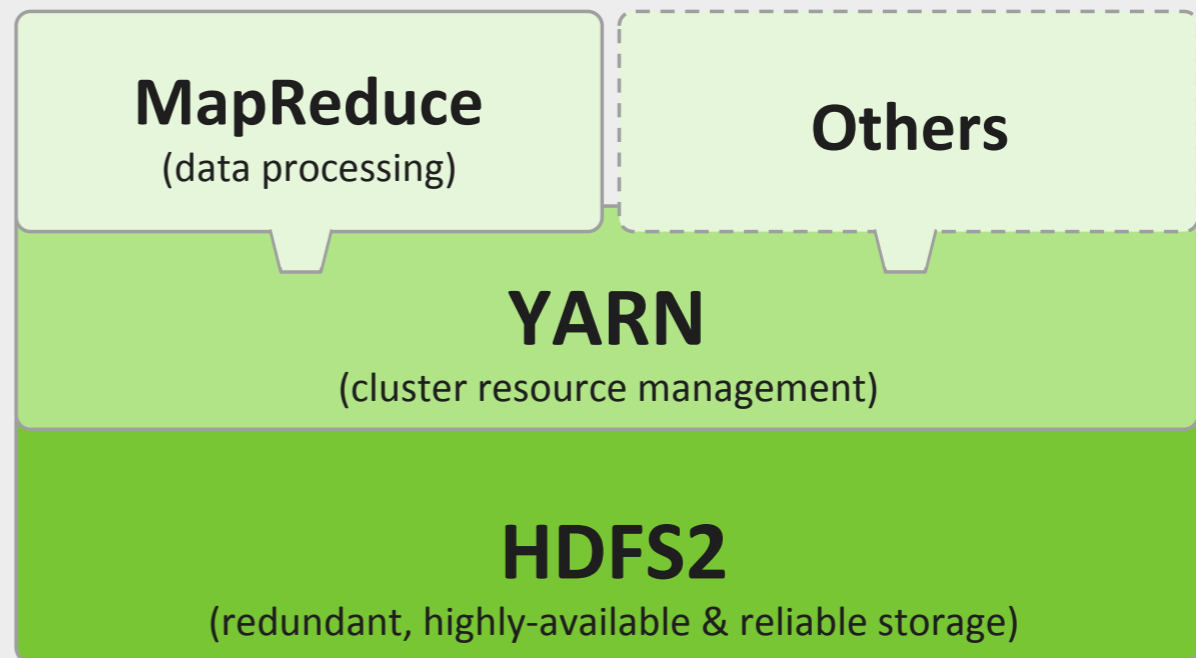 MapReduce
(data processing)
Others
YARN
(cluster resource management)
HDFS2
(redundant, highly-available & reliable storage)